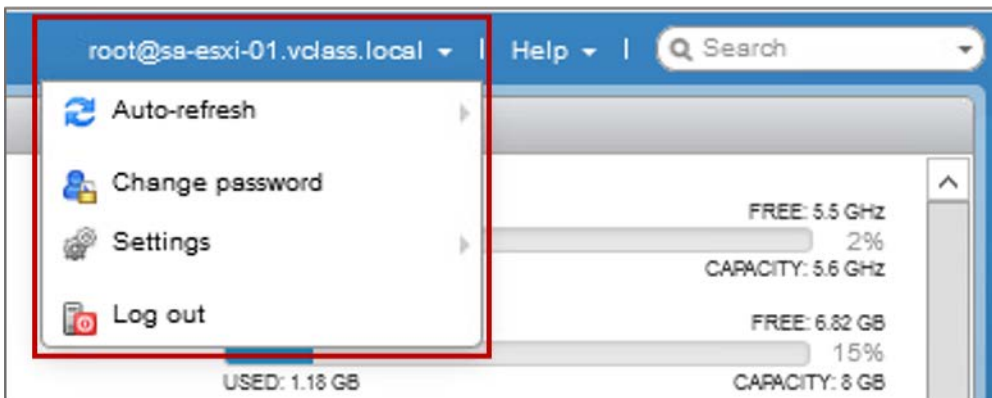 root@sa-esxi-01.vclass.local | Help | Search
Auto-refresh
Change password
Settings
Log out
FREE: 5.5 GHz
2%
CAPACITY: 5.6 GHz
FREE: 6.82 GB
15%
USED: 1.18 GB CAPACITY: 8 GB